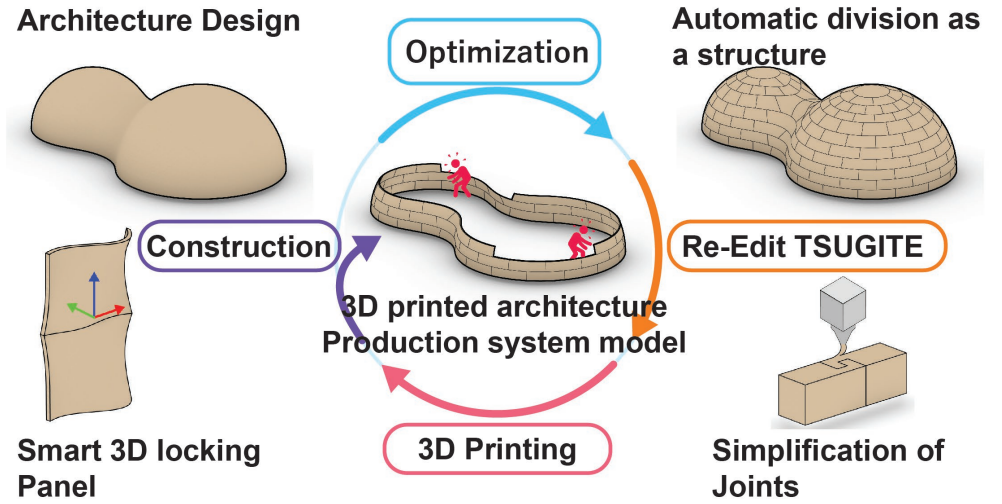 Architecture Design
Optimization
Automatic division as
a structure
Construction
Re-Edit TSUGITE
3D printed architecture
Production system model
Smart 3D locking
Panel
3D Printing
Simplification of
Joints